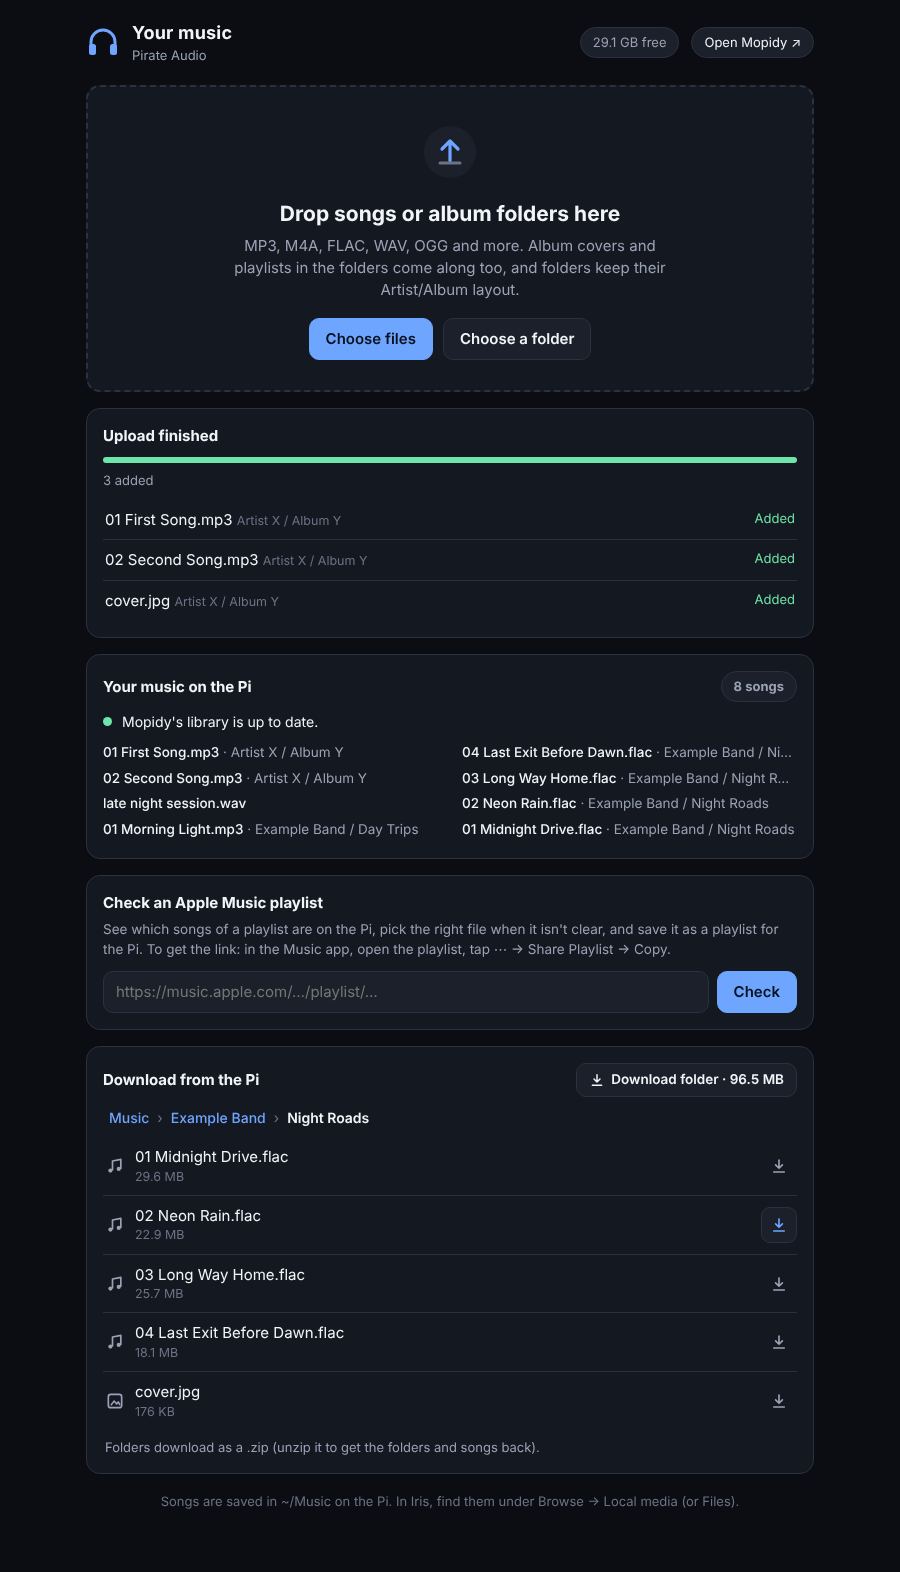 Your music
Pirate Audio
29.1 GB free
Open Mopidy ↗
Drop songs or album folders here
MP3, M4A, FLAC, WAV, OGG and more. Album covers and
playlists in the folders come along too, and folders keep their
Artist/Album layout.
Choose files
Choose a folder
Upload finished
3 added
01 First Song.mp3 Artist X / Album Y Added
02 Second Song.mp3 Artist X / Album Y Added
cover.jpg Artist X / Album Y Added
Your music on the Pi
8 songs
Mopidy's library is up to date.
01 First Song.mp3 · Artist X / Album Y
02 Second Song.mp3 · Artist X / Album Y
late night session.wav
01 Morning Light.mp3 · Example Band / Day Trips
04 Last Exit Before Dawn.flac · Example Band / Ni...
03 Long Way Home.flac · Example Band / Night R...
02 Neon Rain.flac · Example Band / Night Roads
01 Midnight Drive.flac · Example Band / Night Roads
Check an Apple Music playlist
See which songs of a playlist are on the Pi, pick the right file when it isn't clear, and save it as a playlist for
the Pi. To get the link: in the Music app, open the playlist, tap ··· → Share Playlist → Copy.
https://music.apple.com/.../playlist/...
Check
Download from the Pi
Download folder · 96.5 MB
Music › Example Band › Night Roads
01 Midnight Drive.flac
29.6 MB
02 Neon Rain.flac
22.9 MB
03 Long Way Home.flac
25.7 MB
04 Last Exit Before Dawn.flac
18.1 MB
cover.jpg
176 KB
Folders download as a .zip (unzip it to get the folders and songs back).
Songs are saved in ~/Music on the Pi. In Iris, find them under Browse → Local media (or Files).